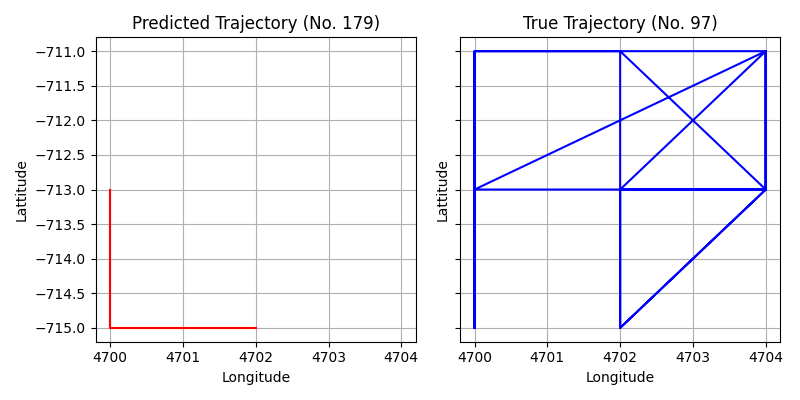 Predicted Trajectory (No. 179)
True Trajectory (No. 97)
Lattitude
−711.0
−711.5
−712.0
−712.5
−713.0
−713.5
−714.0
−714.5
−715.0
4700 4701 4702 4703 4704
Longitude
Lattitude
4700 4701 4702 4703 4704
Longitude